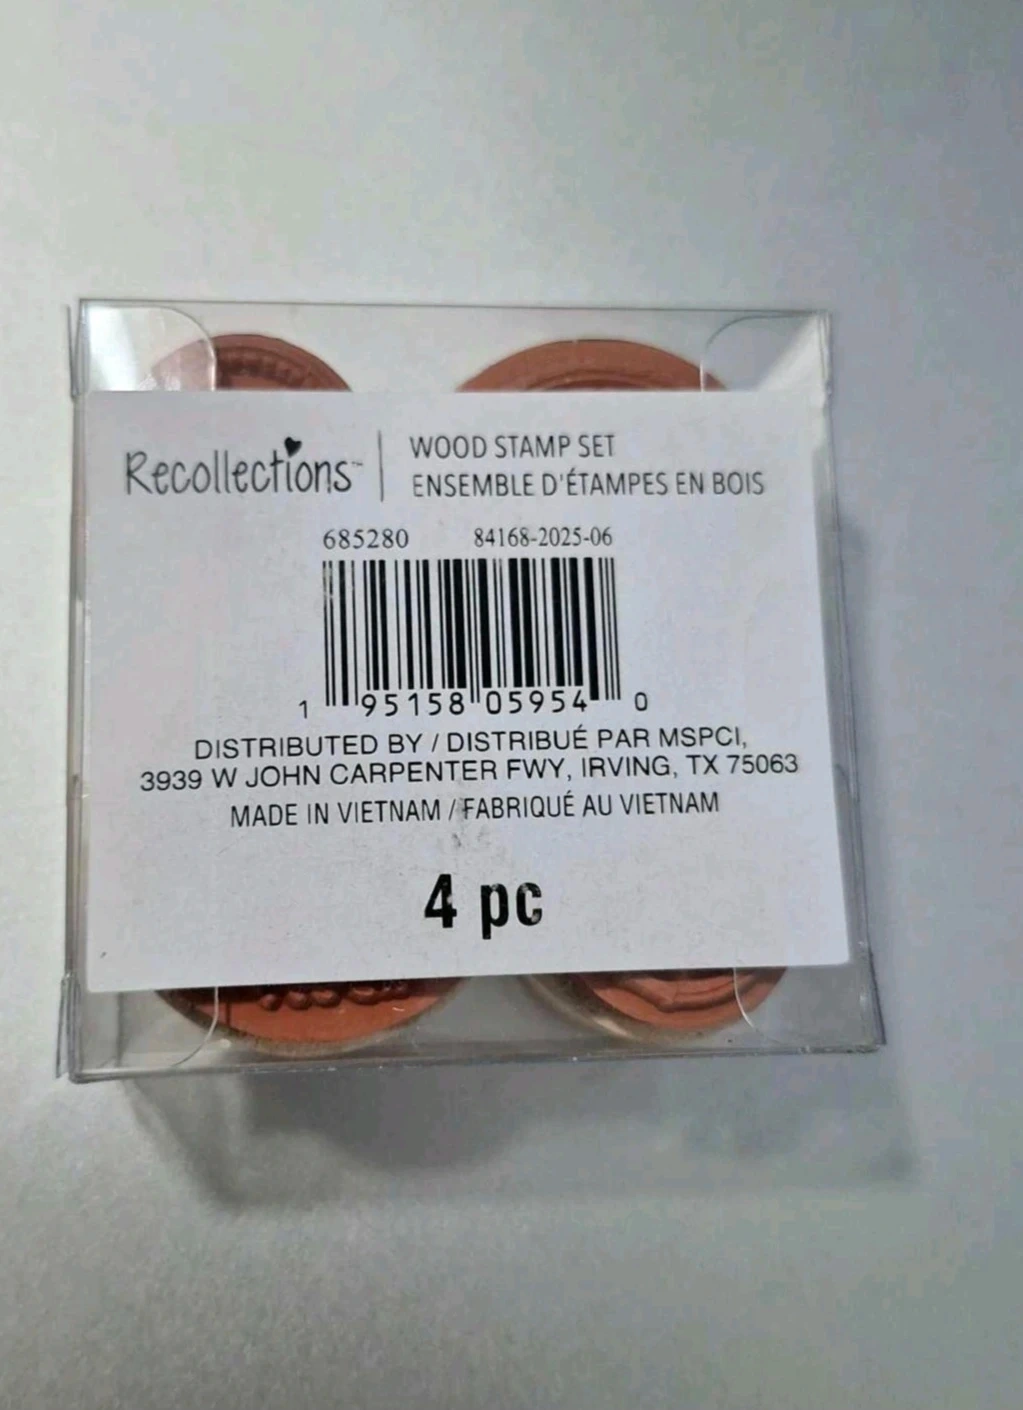 Recollections™
WOOD STAMP SET
ENSEMBLE D'ÉTAMPES EN BOIS
685280 84168-2025-06
1 95158 05954 0
DISTRIBUTED BY / DISTRIBUÉ PAR MSPCI,
3939 W JOHN CARPENTER FWY, IRVING, TX 75063
MADE IN VIETNAM / FABRIQUÉ AU VIETNAM
4 pc